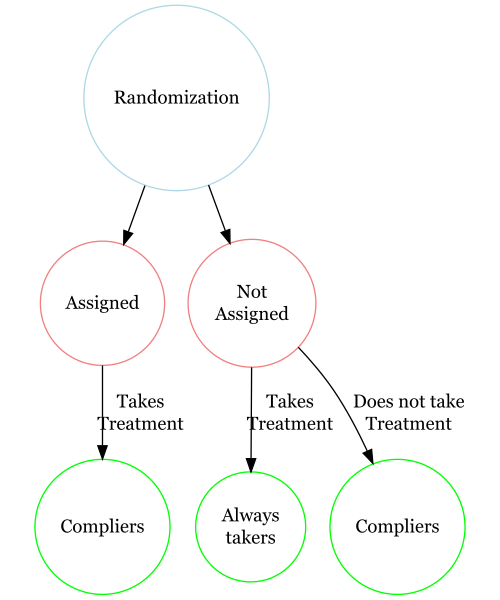 Randomization
Assigned
Not
Assigned
Takes
Treatment
Takes
Treatment
Does not take
Treatment
Compliers
Always
takers
Compliers